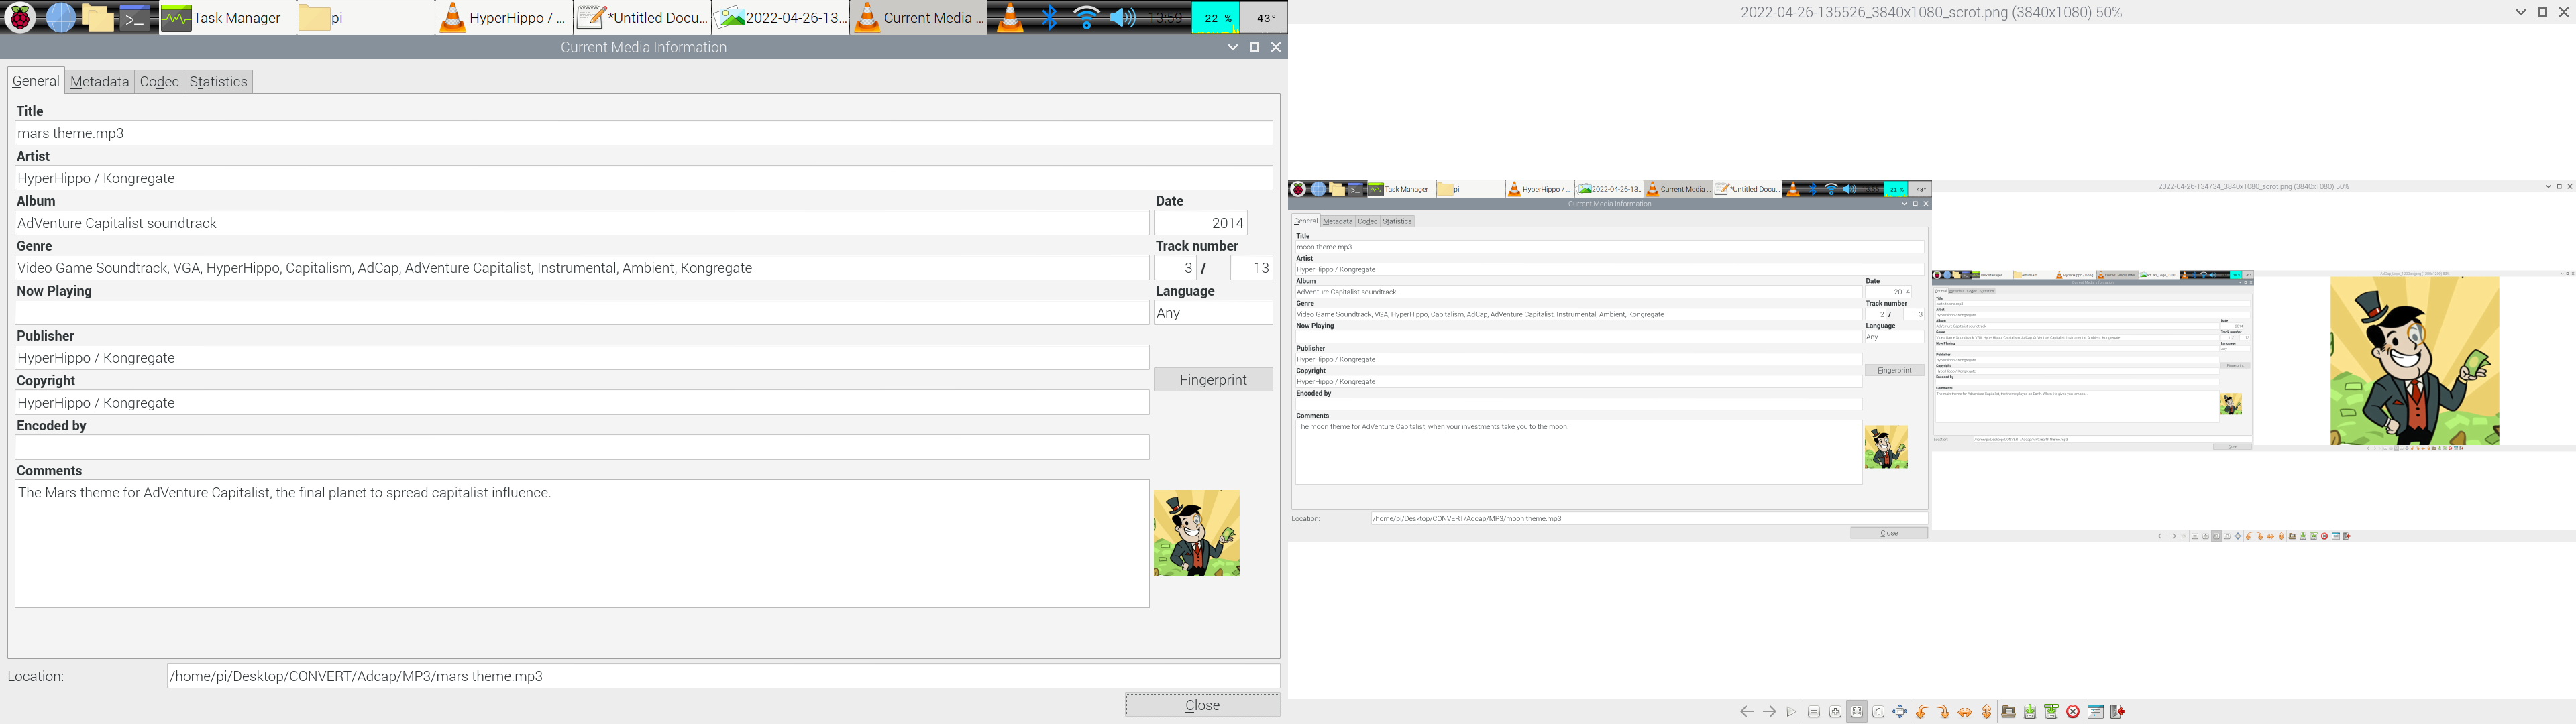 Task Manager
pi
HyperHippo / ...
*Untitled Docu...
2022-04-26-13...
Current Media ...
13:59
22 %
43°
Current Media Information
General Metadata Codec Statistics
Title
mars theme.mp3
Artist
HyperHippo / Kongregate
Album Date
AdVenture Capitalist soundtrack 2014
Genre Track number
Video Game Soundtrack, VGA, HyperHippo, Capitalism, AdCap, AdVenture Capitalist, Instrumental, Ambient, Kongregate 3 / 13
Now Playing Language
Any
Publisher
HyperHippo / Kongregate
Copyright Fingerprint
HyperHippo / Kongregate
Encoded by
Comments
The Mars theme for AdVenture Capitalist, the final planet to spread capitalist influence.
Location: /home/pi/Desktop/CONVERT/Adcap/MP3/mars theme.mp3
Close
2022-04-26-135526_3840x1080_scrot.png (3840x1080) 50%
Task Manager
pi
HyperHippo / ...
2022-04-26-13...
Current Media ...
*Untitled Docu...
21 %
43°
Current Media Information
General Metadata Codec Statistics
Title
moon theme.mp3
Artist
HyperHippo / Kongregate
Album Date
AdVenture Capitalist soundtrack 2014
Genre Track number
Video Game Soundtrack, VGA, HyperHippo, Capitalism, AdCap, AdVenture Capitalist, Instrumental, Ambient, Kongregate 2 / 13
Now Playing Language
Any
Publisher
HyperHippo / Kongregate
Copyright Fingerprint
HyperHippo / Kongregate
Encoded by
Comments
The moon theme for AdVenture Capitalist, when your investments take you to the moon.
Location: /home/pi/Desktop/CONVERT/Adcap/MP3/moon theme.mp3
Close
2022-04-26-134734_3840x1080_scrot.png (3840x1080) 50%